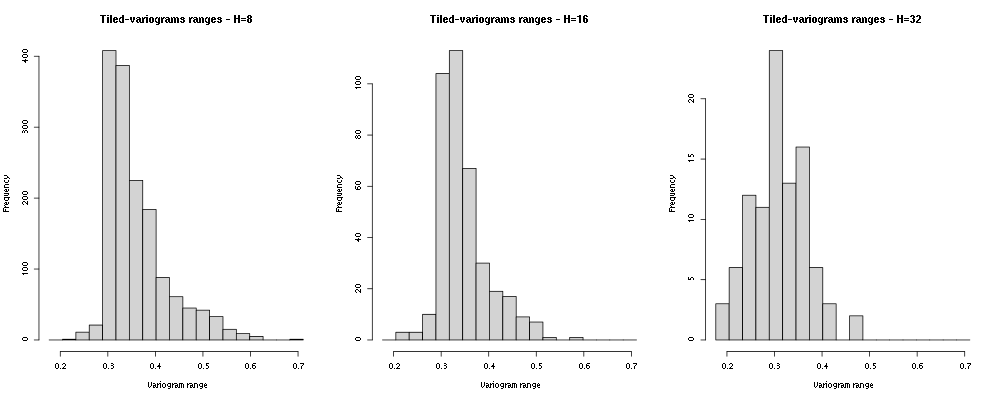 Tiled-variograms ranges - H=8
Frequency
0
100
200
300
400
0.2 0.3 0.4 0.5 0.6 0.7
Variogram range
Tiled-variograms ranges - H=16
Frequency
0
20
40
60
80
100
0.2 0.3 0.4 0.5 0.6 0.7
Variogram range
Tiled-variograms ranges - H=32
Frequency
0
5
10
15
20
0.2 0.3 0.4 0.5 0.6 0.7
Variogram range